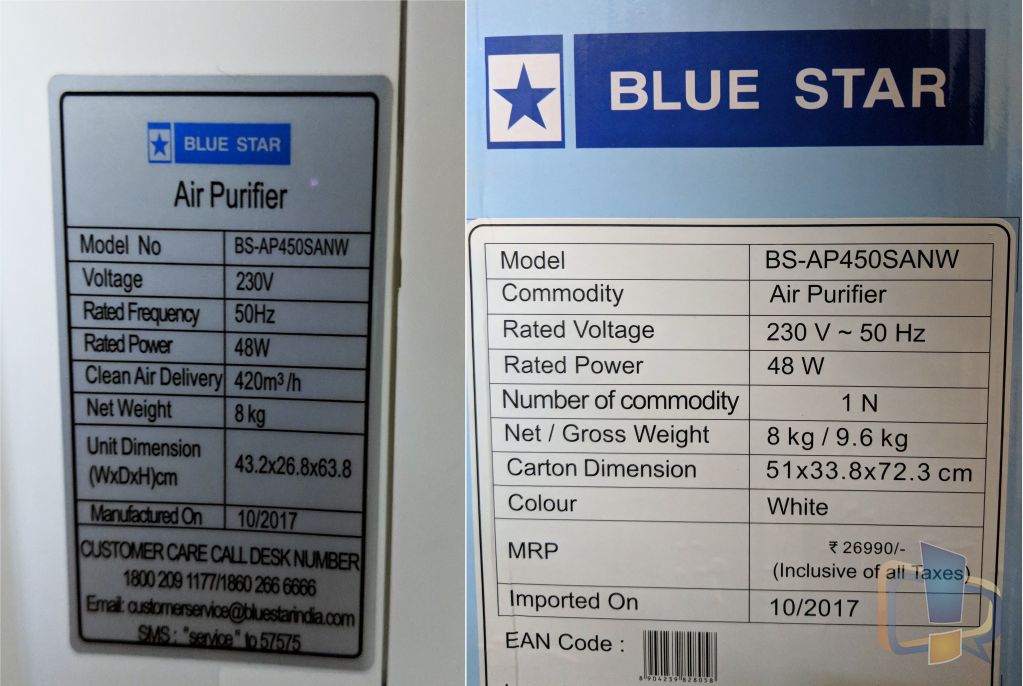 BLUE STAR
Air Purifier
Model No BS-AP450SANW
Voltage 230V
Rated Frequency 50Hz
Rated Power 48W
Clean Air Delivery 420m³/h
Net Weight 8 kg
Unit Dimension
(WxDxH)cm 43.2x26.8x63.8
Manufactured On 10/2017
CUSTOMER CARE CALL DESK NUMBER
1800 209 1177/1860 266 6666
Email: customerservice@bluestarindia.com
SMS : "service" to 57575
BLUE STAR
Model BS-AP450SANW
Commodity Air Purifier
Rated Voltage 230 V ~ 50 Hz
Rated Power 48 W
Number of commodity 1 N
Net / Gross Weight 8 kg / 9.6 kg
Carton Dimension 51x33.8x72.3 cm
Colour White
MRP ₹ 26990/-
(Inclusive of all Taxes)
Imported On 10/2017
EAN Code :
8904239828058